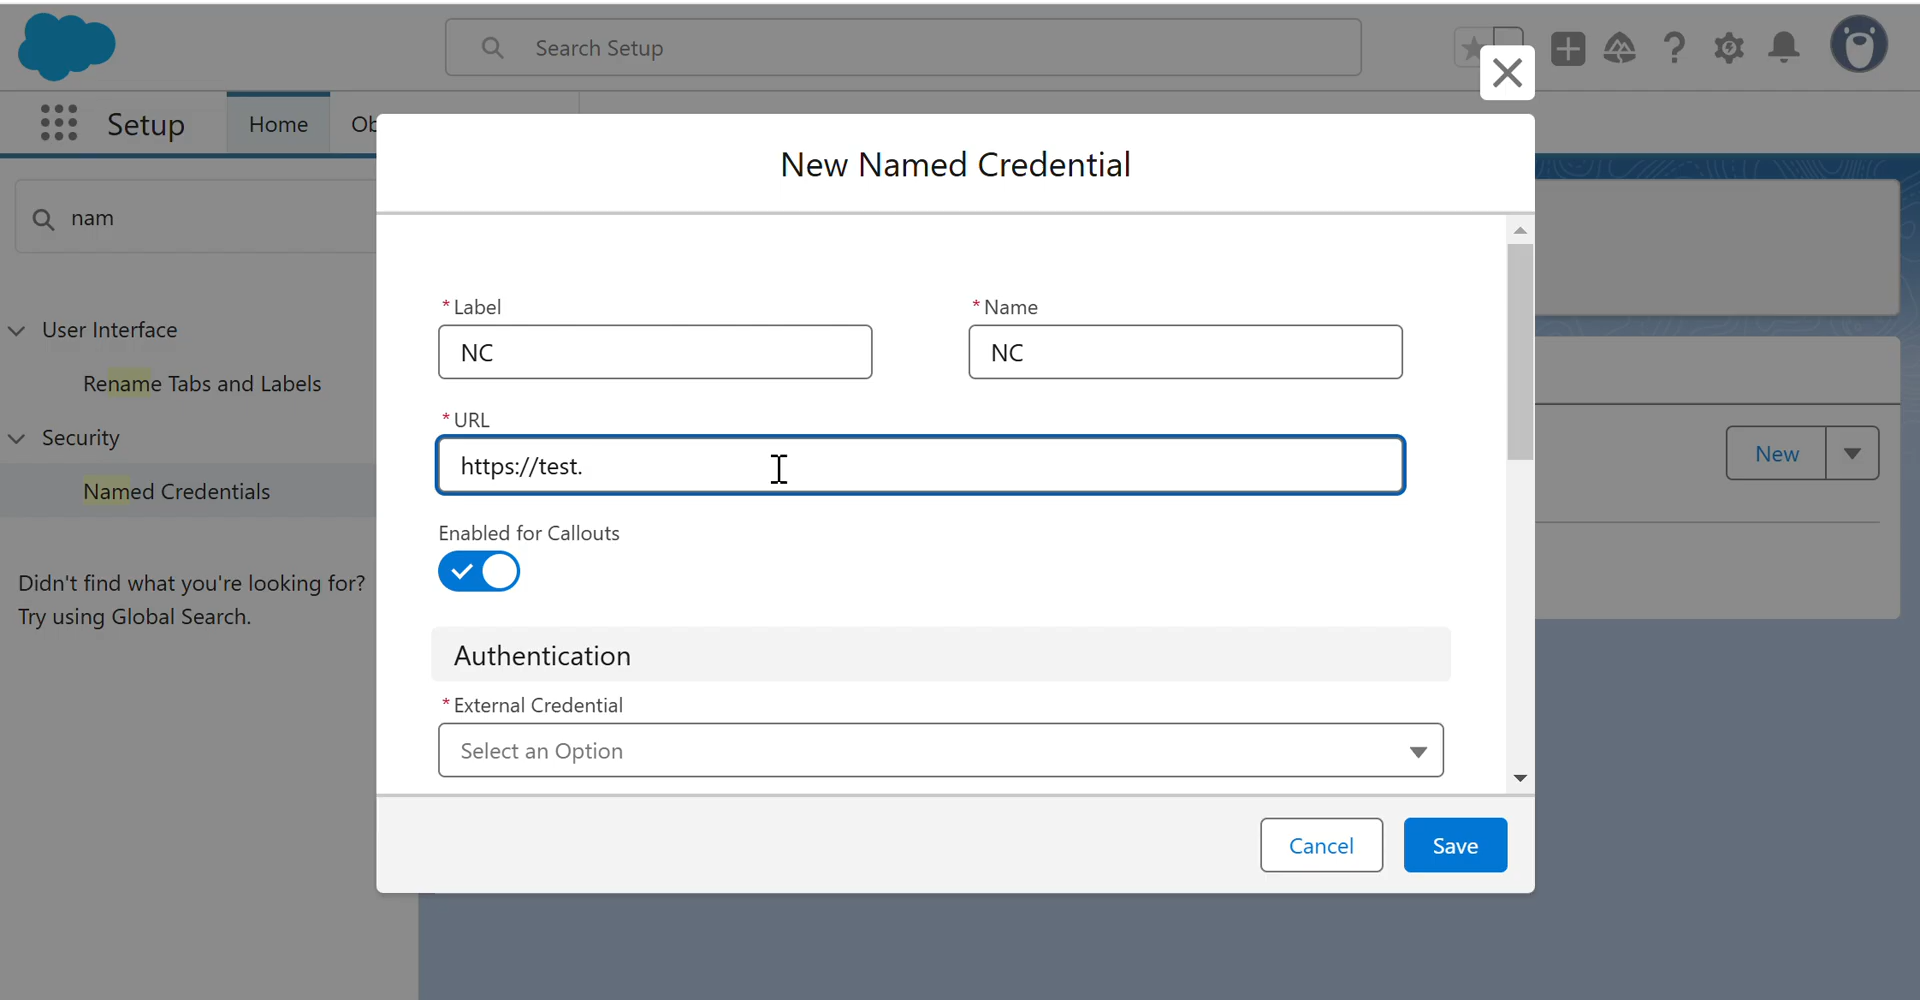 Search Setup
Setup
Home
Ob
nam
User Interface
Rename Tabs and Labels
Security
Named Credentials
Didn't find what you're looking for?
Try using Global Search.
New Named Credential
* Label
* Name
NC
NC
* URL
https://test.
Enabled for Callouts
Authentication
* External Credential
Select an Option
Cancel
Save
New